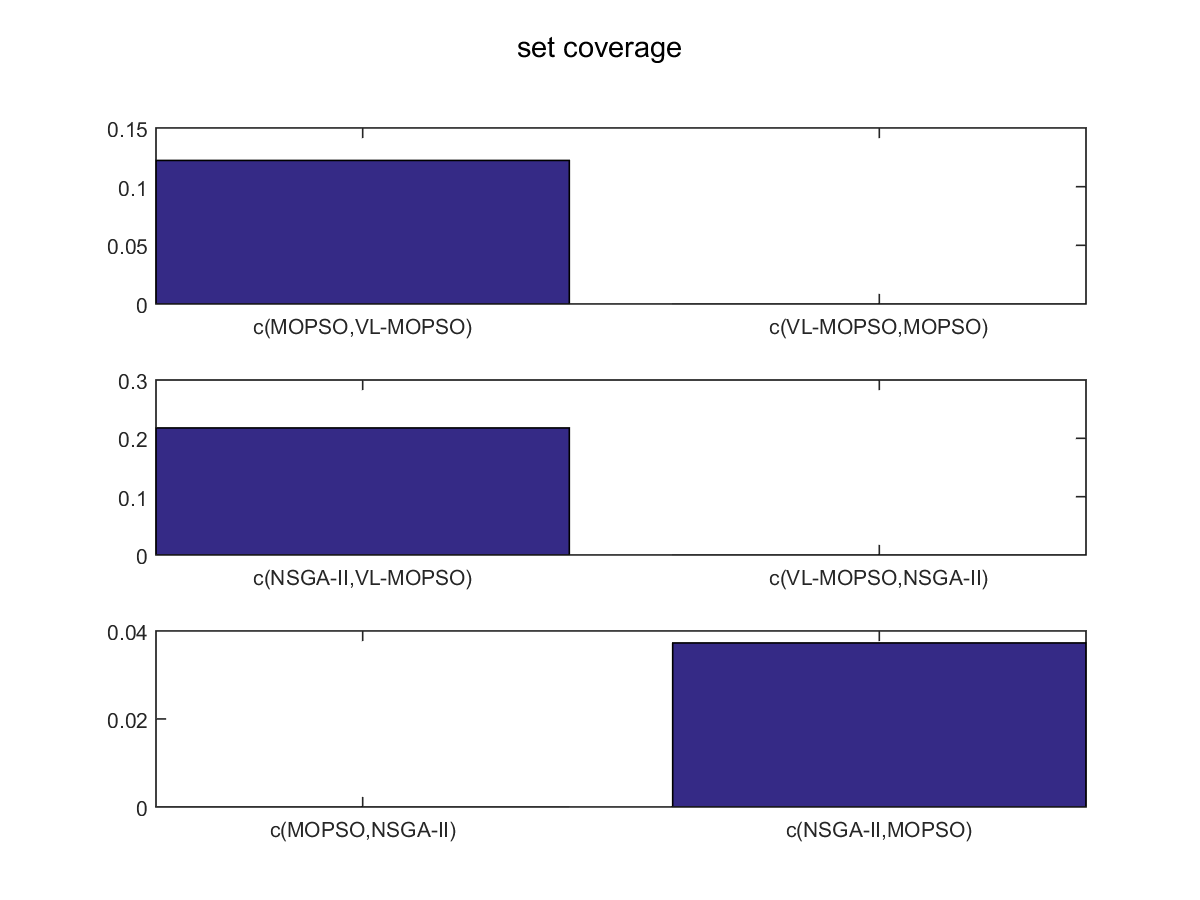 set coverage
0.15
0.1
0.05
0
c(MOPSO,VL-MOPSO) c(VL-MOPSO,MOPSO)
0.3
0.2
0.1
0
c(NSGA-II,VL-MOPSO) c(VL-MOPSO,NSGA-II)
0.04
0.02
0
c(MOPSO,NSGA-II) c(NSGA-II,MOPSO)